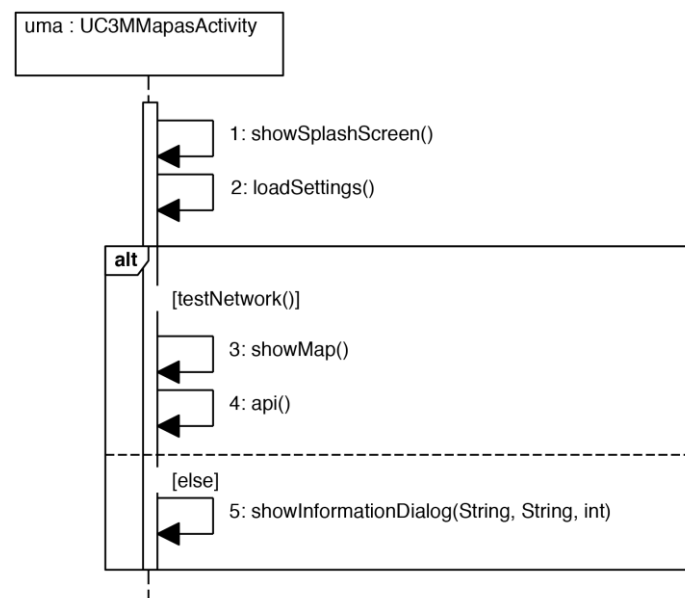 uma : UC3MMapasActivity
1: showSplashScreen()
2: loadSettings()
alt
[testNetwork()]
3: showMap()
4: api()
[else]
5: showInformationDialog(String, String, int)